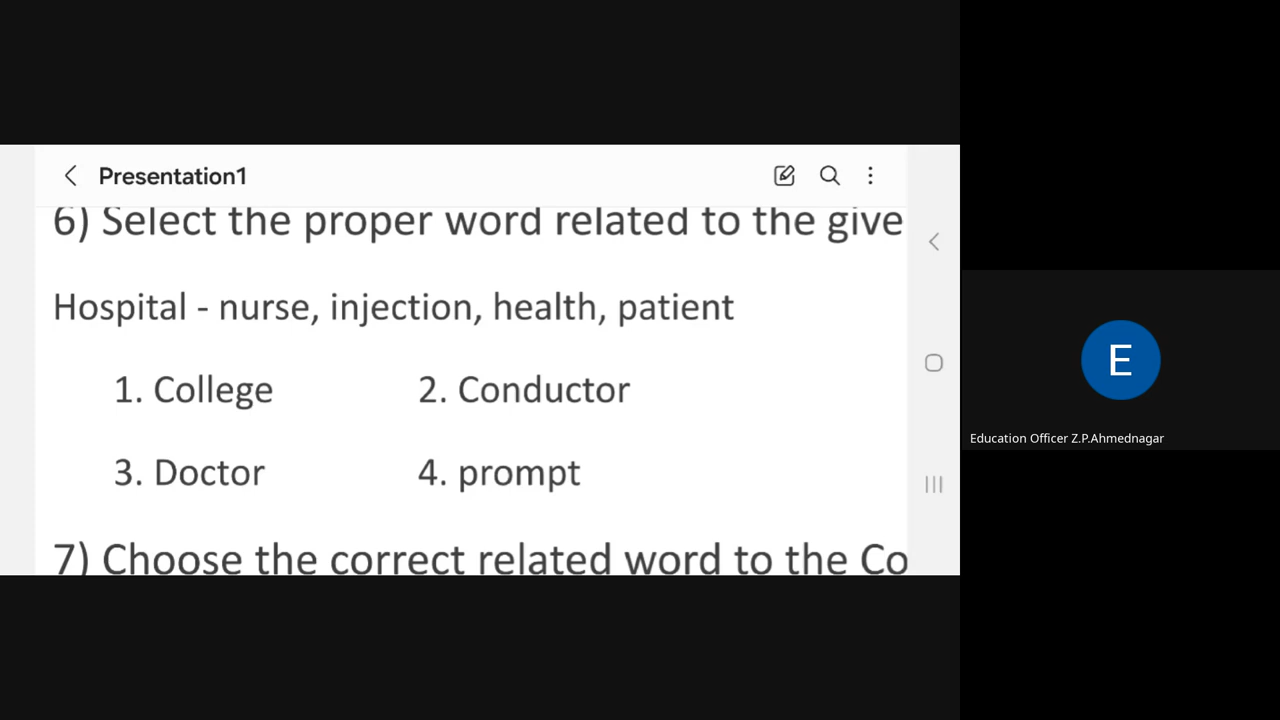 Presentation1
6) Select the proper word related to the give
Hospital - nurse, injection, health, patient
1. College 2. Conductor
3. Doctor 4. prompt
7) Choose the correct related word to the Co
E
Education Officer Z.P.Ahmednagar